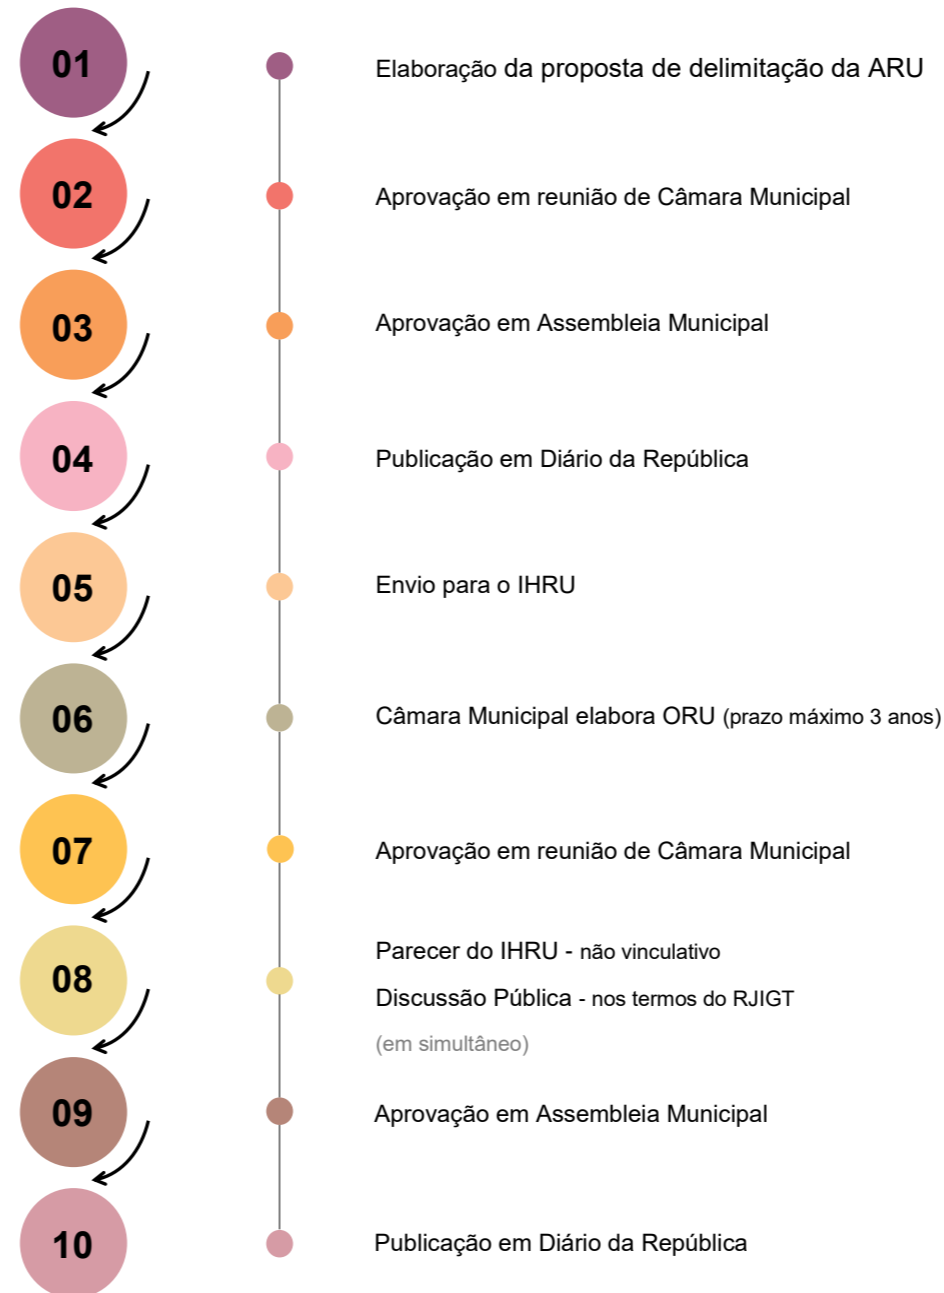 01
Elaboração da proposta de delimitação da ARU
02
Aprovação em reunião de Câmara Municipal
03
Aprovação em Assembleia Municipal
04
Publicação em Diário da República
05
Envio para o IHRU
06
Câmara Municipal elabora ORU (prazo máximo 3 anos)
07
Aprovação em reunião de Câmara Municipal
08
Parecer do IHRU - não vinculativo
Discussão Pública - nos termos do RJIGT
(em simultâneo)
09
Aprovação em Assembleia Municipal
10
Publicação em Diário da República